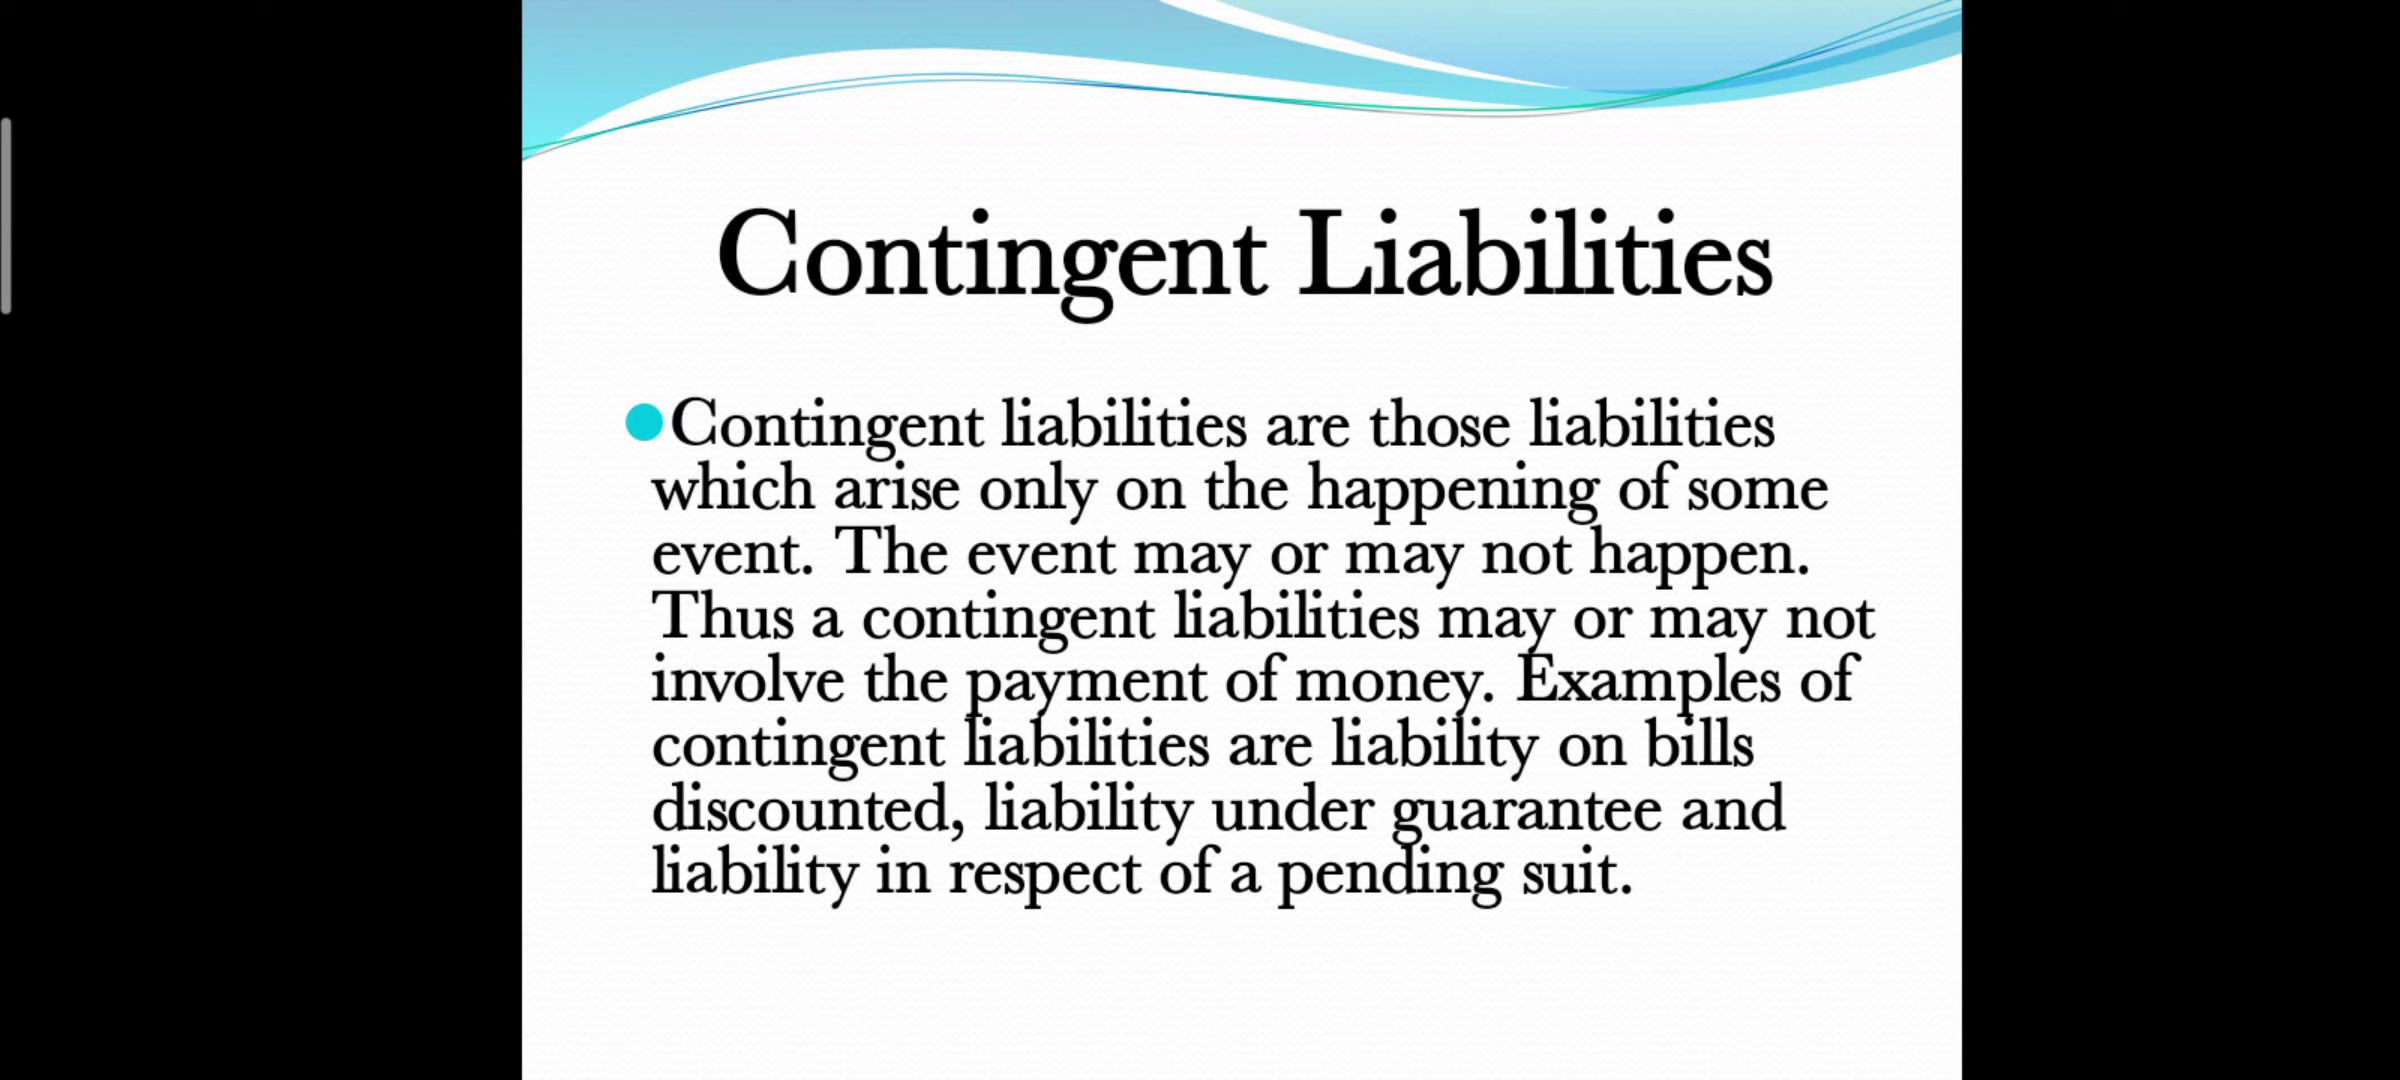 Contingent Liabilities
Contingent liabilities are those liabilities
which arise only on the happening of some
event. The event may or may not happen.
Thus a contingent liabilities may or may not
involve the payment of money. Examples of
contingent liabilities are liability on bills
discounted, liability under guarantee and
liability in respect of a pending suit.